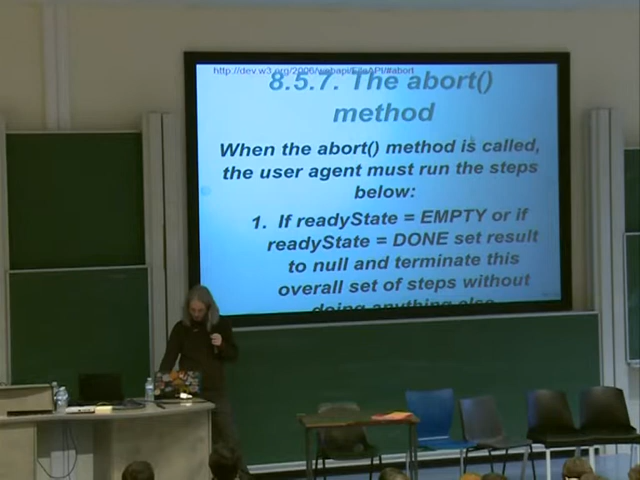 http://dev.w3.org/2006/webapi/FileAPI/#abort
8.5.7. The abort()
method
When the abort() method is called,
the user agent must run the steps
below:
1. If readyState = EMPTY or if
readyState = DONE set result
to null and terminate this
overall set of steps without
doing anything else